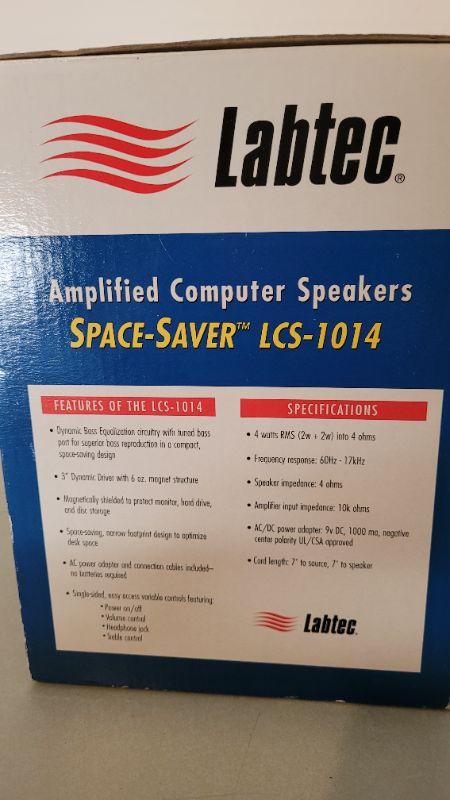 Labtec®
Amplified Computer Speakers
SPACE-SAVER™ LCS-1014
FEATURES OF THE LCS-1014
• Dynamic Bass Equalization circuitry with tuned bass
port for superior bass reproduction in a compact,
space-saving design
• 3" Dynamic Driver with 6 oz. magnet structure
• Magnetically shielded to protect monitor, hard drive,
and disc storage
• Space-saving, narrow footprint design to optimize
desk space
• AC power adapter and connection cables included–
no batteries required
• Single-sided, easy access variable controls featuring:
• Power on/off
• Volume control
• Headphone jack
• Treble control
SPECIFICATIONS
• 4 watts RMS (2w + 2w) into 4 ohms
• Frequency response: 60Hz - 17kHz
• Speaker impedance: 4 ohms
• Amplifier input impedance: 10k ohms
• AC/DC power adapter: 9v DC, 1000 ma, negative
center polarity UL/CSA approved
• Cord length: 7' to source, 7' to speaker
Labtec.